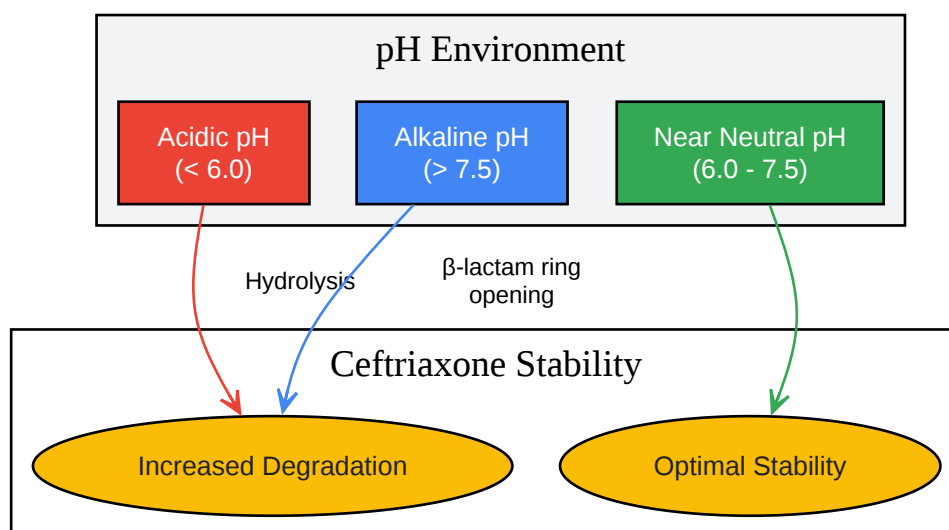 pH Environment
Acidic pH
(< 6.0)
Alkaline pH
(> 7.5)
Near Neutral pH
(6.0 - 7.5)
Hydrolysis
β-lactam ring
opening
Ceftriaxone Stability
Increased Degradation
Optimal Stability